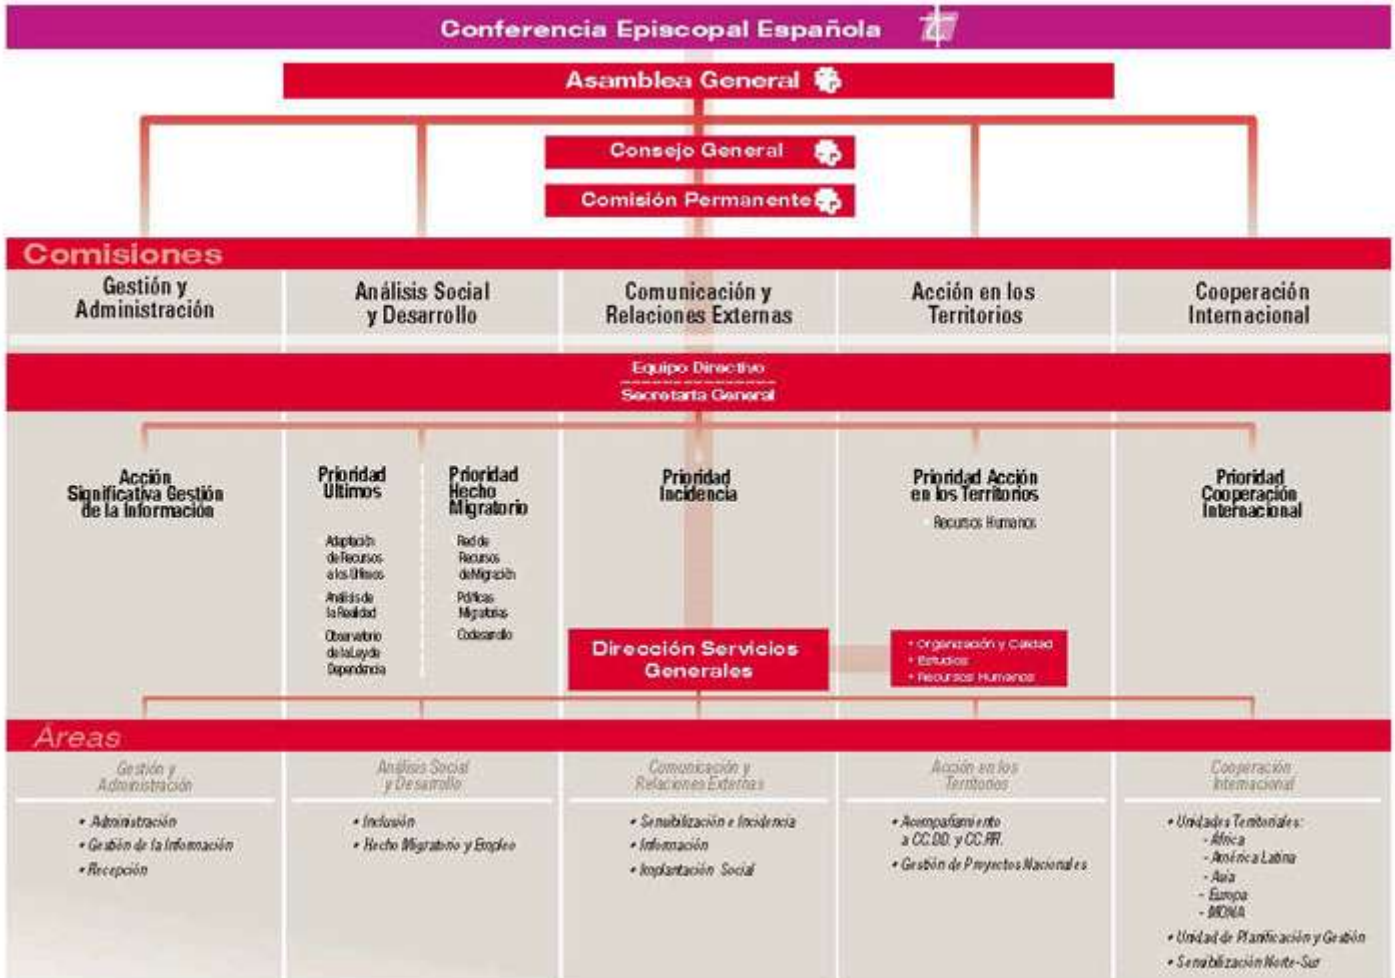 Conferencia Episcopal Española
Asamblea General
Consejo General
Comisión Permanente
Comisiones
Gestión y
Administración
Análisis Social
y Desarrollo
Comunicación y
Relaciones Externas
Acción en los
Territorios
Cooperación
Internacional
Equipo Directivo
Secretaría General
Acción
Significativa Gestión
de la Información
Prioridad
Últimos
Adaptación
de Recursos
a los Últimos
Análisis de
la Realidad
Observatorio
de la Ley de
Dependencia
Prioridad
Hecho
Migratorio
Red de
Recursos
de Migración
Políticas
Migratorias
Codesarrollo
Prioridad
Incidencia
Prioridad Acción
en los Territorios
• Recursos Humanos
Prioridad
Cooperación
Internacional
Dirección Servicios
Generales
• Organización y Calidad
• Estudios
• Recursos Humanos
Áreas
Gestión y
Administración
• Administración
• Gestión de la Información
• Recepción
Análisis Social
y Desarrollo
• Inclusión
• Hecho Migratorio y Empleo
Comunicación y
Relaciones Externas
• Sensibilización e Incidencia
• Información
• Implantación Social
Acción en los
Territorios
• Acompañamiento
a CC.DD. y CC.RR.
• Gestión de Proyectos Nacionales
Cooperación
Internacional
• Unidades Territoriales:
- África
- América Latina
- Asia
- Europa
- MONA
• Unidad de Planificación y Gestión
• Sensibilización Norte-Sur